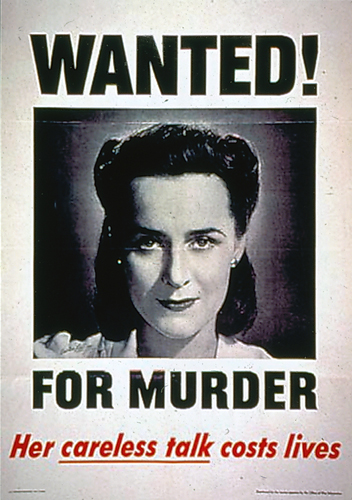 WANTED!
FOR MURDER
Her careless talk costs lives